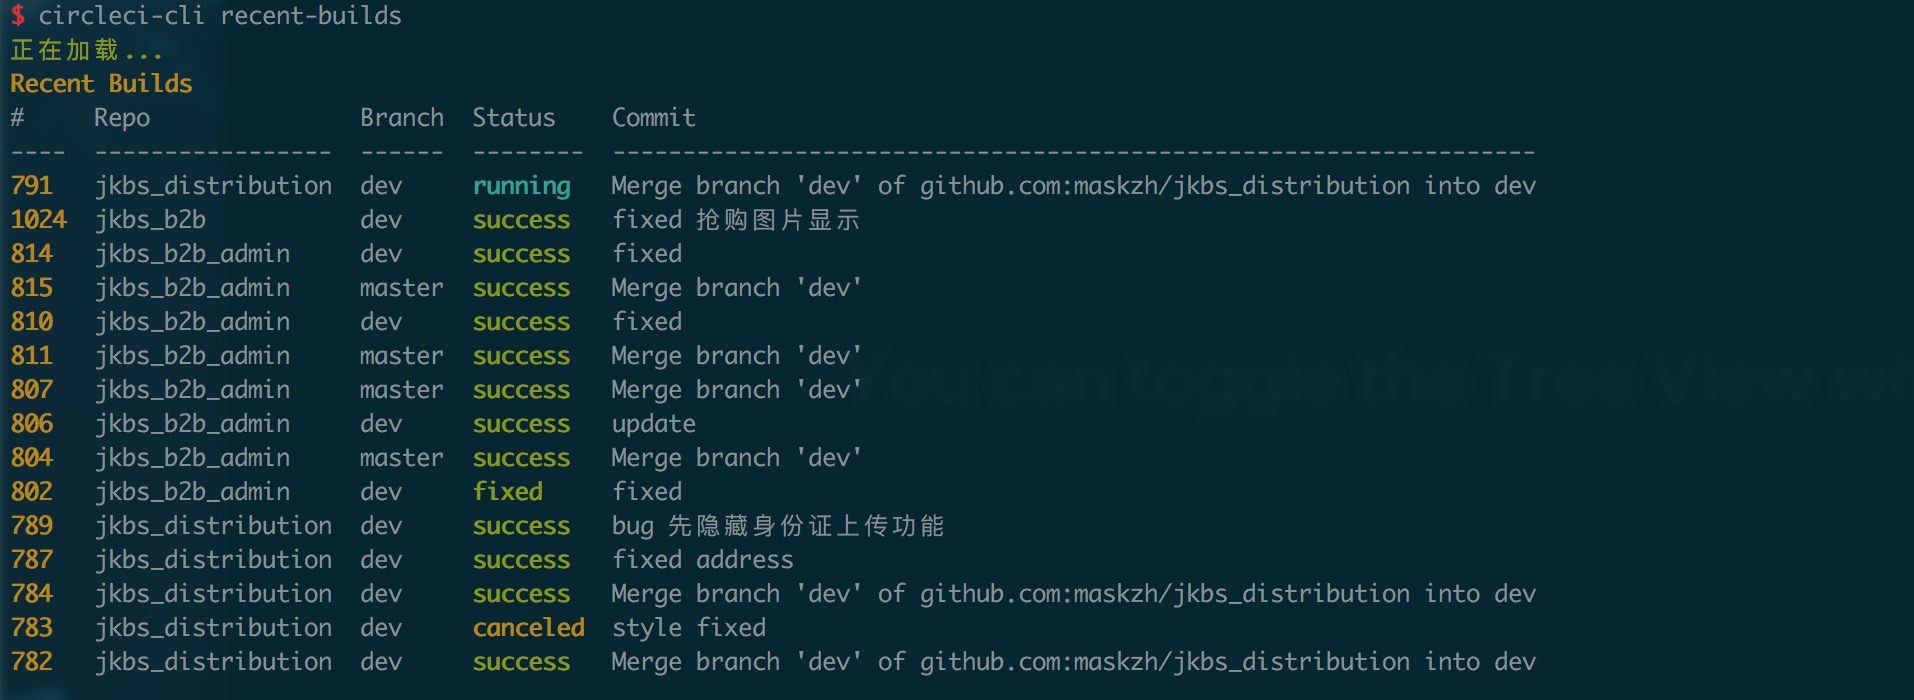 $ circleci-cli recent-builds
正在加载...
Recent Builds
#     Repo               Branch  Status    Commit
----  -----------------  ------  --------  ------------------------------------------------------------------
791   jkbs_distribution  dev     running   Merge branch 'dev' of github.com:maskzh/jkbs_distribution into dev
1024  jkbs_b2b           dev     success   fixed 抢购图片显示
814   jkbs_b2b_admin     dev     success   fixed
815   jkbs_b2b_admin     master  success   Merge branch 'dev'
810   jkbs_b2b_admin     dev     success   fixed
811   jkbs_b2b_admin     master  success   Merge branch 'dev'
You can toggle the Tree View wi
807   jkbs_b2b_admin     master  success   Merge branch 'dev'
806   jkbs_b2b_admin     dev     success   update
804   jkbs_b2b_admin     master  success   Merge branch 'dev'
802   jkbs_b2b_admin     dev     fixed     fixed
789   jkbs_distribution  dev     success   bug 先隐藏身份证上传功能
787   jkbs_distribution  dev     success   fixed address
784   jkbs_distribution  dev     success   Merge branch 'dev' of github.com:maskzh/jkbs_distribution into dev
783   jkbs_distribution  dev     canceled  style fixed
782   jkbs_distribution  dev     success   Merge branch 'dev' of github.com:maskzh/jkbs_distribution into dev